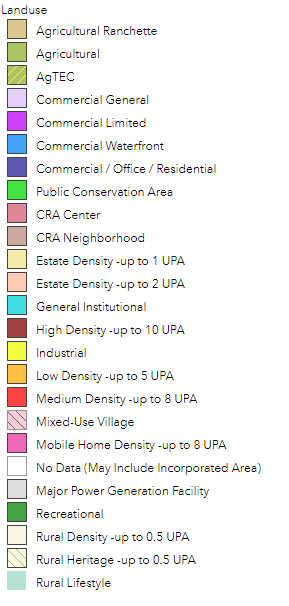 Landuse
Agricultural Ranchette
Agricultural
AgTEC
Commercial General
Commercial Limited
Commercial Waterfront
Commercial / Office / Residential
Public Conservation Area
CRA Center
CRA Neighborhood
Estate Density -up to 1 UPA
Estate Density -up to 2 UPA
General Institutional
High Density -up to 10 UPA
Industrial
Low Density -up to 5 UPA
Medium Density -up to 8 UPA
Mixed-Use Village
Mobile Home Density -up to 8 UPA
No Data (May Include Incorporated Area)
Major Power Generation Facility
Recreational
Rural Density -up to 0.5 UPA
Rural Heritage -up to 0.5 UPA
Rural Lifestyle